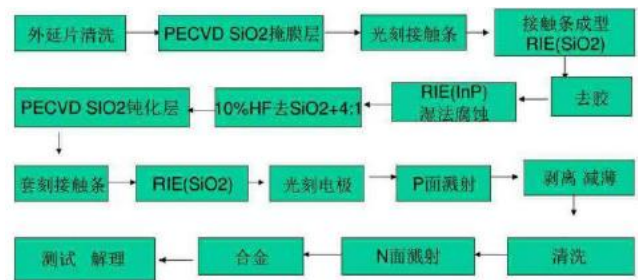 外延片清洗
PECVD SiO2掩膜层
光刻接触条
接触条成型
RIE(SiO2)
去胶
RIE(InP)
湿法腐蚀
10%HF去SiO2+4:1
PECVD SIO2钝化层
套刻接触条
RIE(SiO2)
光刻电极
P面溅射
剥离 减薄
清洗
N面溅射
合金
测试 解理